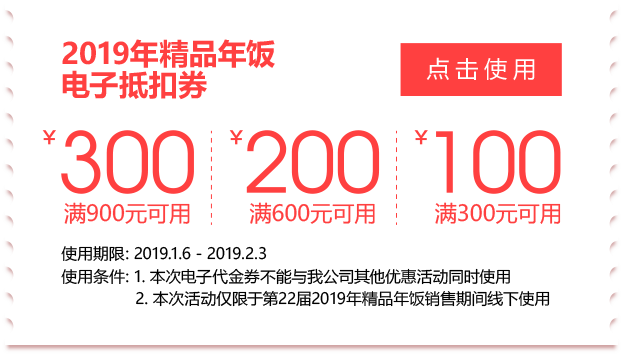 2019年精品年饭
电子抵扣券
点击使用
¥300
¥200
¥100
满900元可用
满600元可用
满300元可用
使用期限: 2019.1.6 - 2019.2.3
使用条件: 1. 本次电子代金券不能与我公司其他优惠活动同时使用
2. 本次活动仅限于第22届2019年精品年饭销售期间线下使用